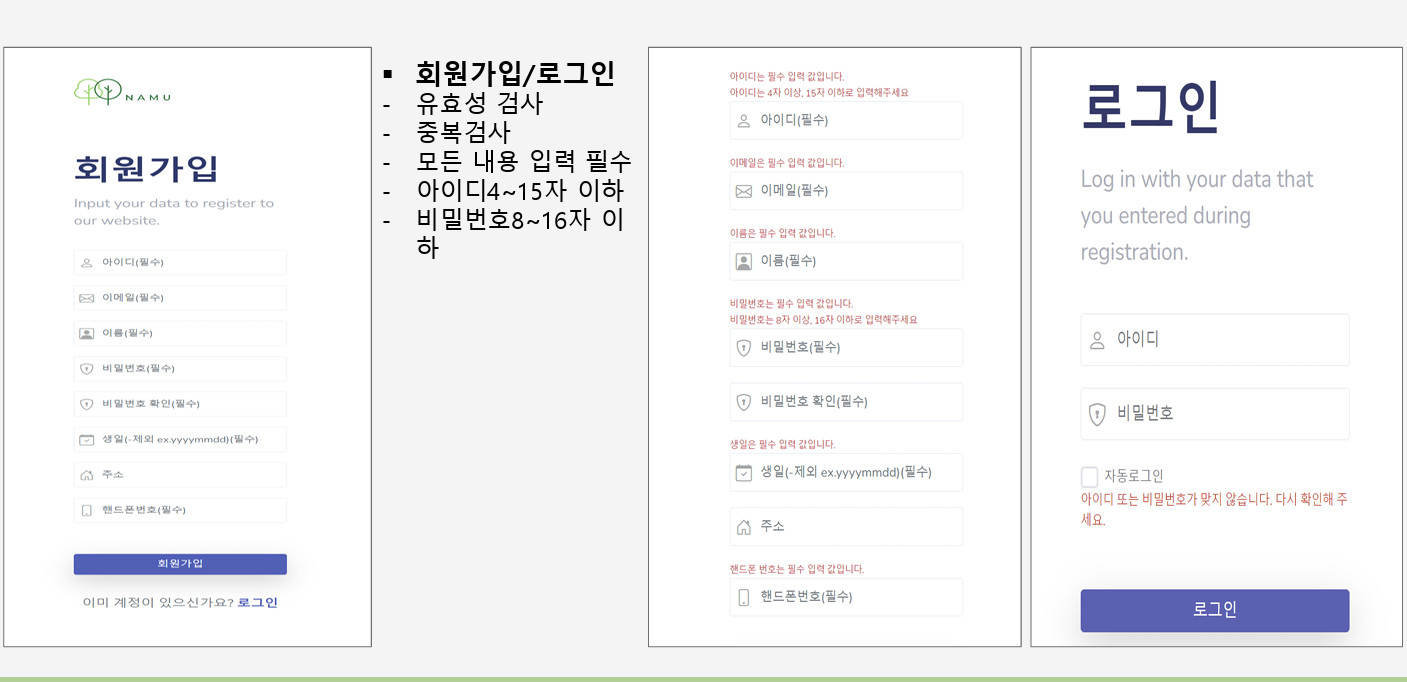 NAMU
회원가입
Input your data to register to
our website.
아이디(필수)
이메일(필수)
이름(필수)
비밀번호(필수)
비밀번호 확인(필수)
생일(-제외 ex.yyyymmdd)(필수)
주소
핸드폰번호(필수)
회원가입
이미 계정이 있으신가요? 로그인
▪ 회원가입/로그인
- 유효성 검사
- 중복검사
- 모든 내용 입력 필수
- 아이디4~15자 이하
- 비밀번호8~16자 이
하
아이디는 필수 입력 값입니다.
아이디는 4자 이상, 15자 이하로 입력해주세요
아이디(필수)
이메일은 필수 입력 값입니다.
이메일(필수)
이름은 필수 입력 값입니다.
이름(필수)
비밀번호는 필수 입력 값입니다.
비밀번호는 8자 이상, 16자 이하로 입력해주세요
비밀번호(필수)
비밀번호 확인(필수)
생일은 필수 입력 값입니다.
생일(-제외 ex.yyyymmdd)(필수)
주소
핸드폰 번호는 필수 입력 값입니다.
핸드폰번호(필수)
로그인
Log in with your data that
you entered during
registration.
아이디
비밀번호
자동로그인
아이디 또는 비밀번호가 맞지 않습니다. 다시 확인해 주
세요.
로그인